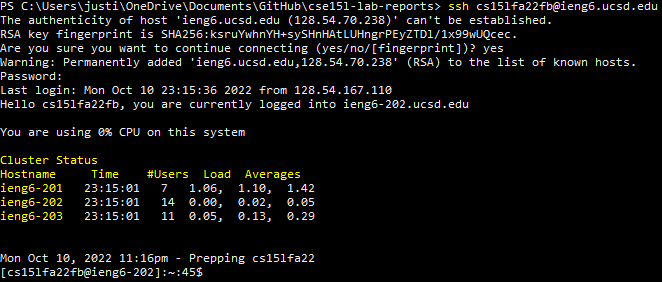 PS C:\Users\justi\OneDrive\Documents\GitHub\cse15l-lab-reports> ssh cs15lfa22fb@ieng6.ucsd.edu
The authenticity of host 'ieng6.ucsd.edu (128.54.70.238)' can't be established.
RSA key fingerprint is SHA256:ksruYwhnYH+sySHnHAtLUHngrPEyZTDl/1x99wUQcec.
Are you sure you want to continue connecting (yes/no/[fingerprint])? yes
Warning: Permanently added 'ieng6.ucsd.edu,128.54.70.238' (RSA) to the list of known hosts.
Password:
Last login: Mon Oct 10 23:15:36 2022 from 128.54.167.110
Hello cs15lfa22fb, you are currently logged into ieng6-202.ucsd.edu
You are using 0% CPU on this system
Cluster Status
Hostname     Time    #Users  Load  Averages
ieng6-201   23:15:01   7   1.06,  1.10,  1.42
ieng6-202   23:15:01   14  0.00,  0.02,  0.05
ieng6-203   23:15:01   11  0.05,  0.13,  0.29
Mon Oct 10, 2022 11:16pm - Prepping cs15lfa22
[cs15lfa22fb@ieng6-202]:~:45$